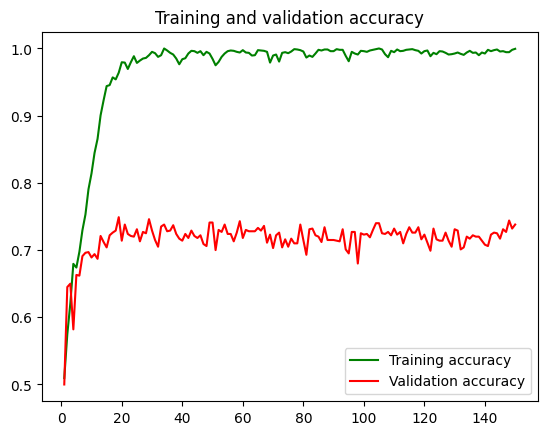 Training and validation accuracy
1.0
0.9
0.8
0.7
0.6
0.5
0 20 40 60 80 100 120 140
Training accuracy
Validation accuracy